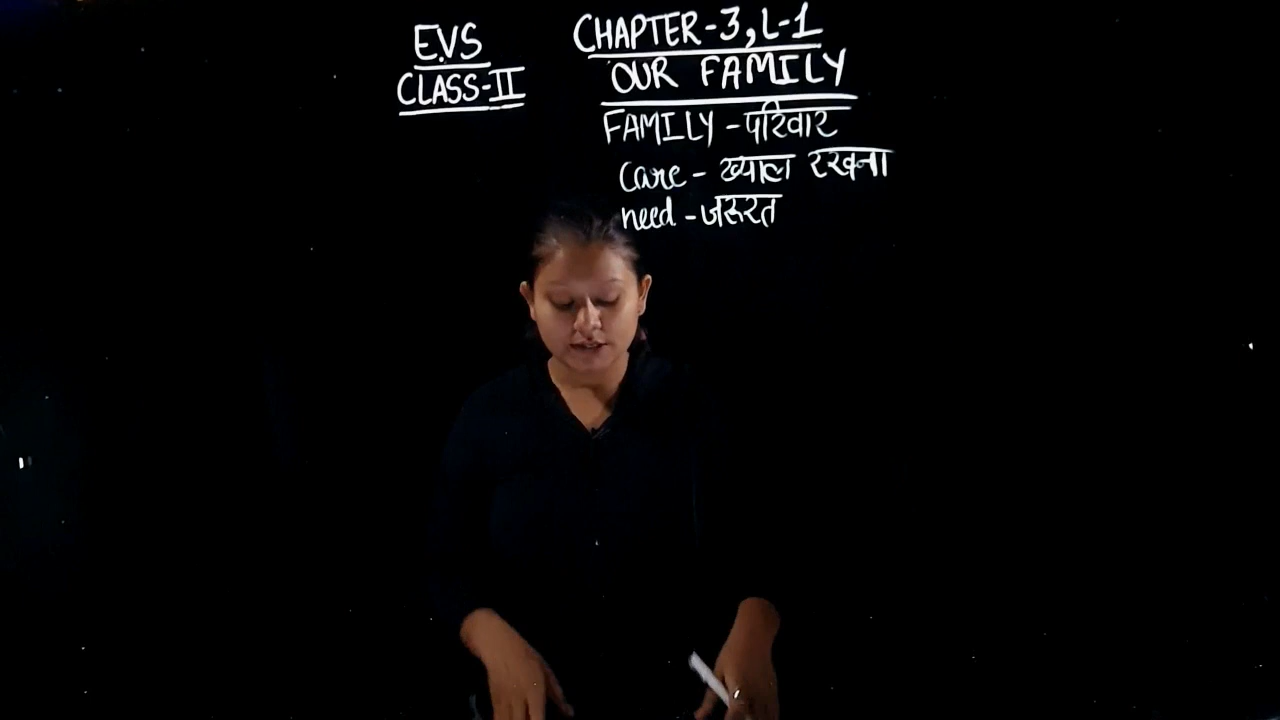 E.V.S
CLASS-II
CHAPTER-3, L-1
OUR FAMILY
FAMILY - परिवार
care - ख्याल रखना
need - जरूरत